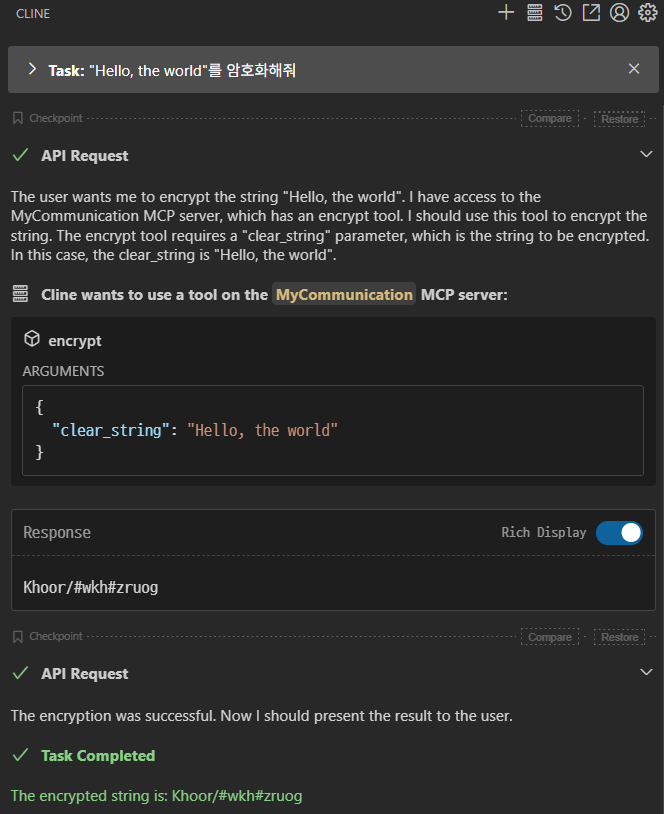 CLINE
Task: "Hello, the world"를 암호화해줘
Checkpoint Compare Restore
API Request
The user wants me to encrypt the string "Hello, the world". I have access to the
MyCommunication MCP server, which has an encrypt tool. I should use this tool to encrypt the
string. The encrypt tool requires a "clear_string" parameter, which is the string to be encrypted.
In this case, the clear_string is "Hello, the world".
Cline wants to use a tool on the MyCommunication MCP server:
encrypt
ARGUMENTS
{
"clear_string": "Hello, the world"
}
Response Rich Display
Khoor/#wkh#zruog
Checkpoint Compare Restore
API Request
The encryption was successful. Now I should present the result to the user.
Task Completed
The encrypted string is: Khoor/#wkh#zruog